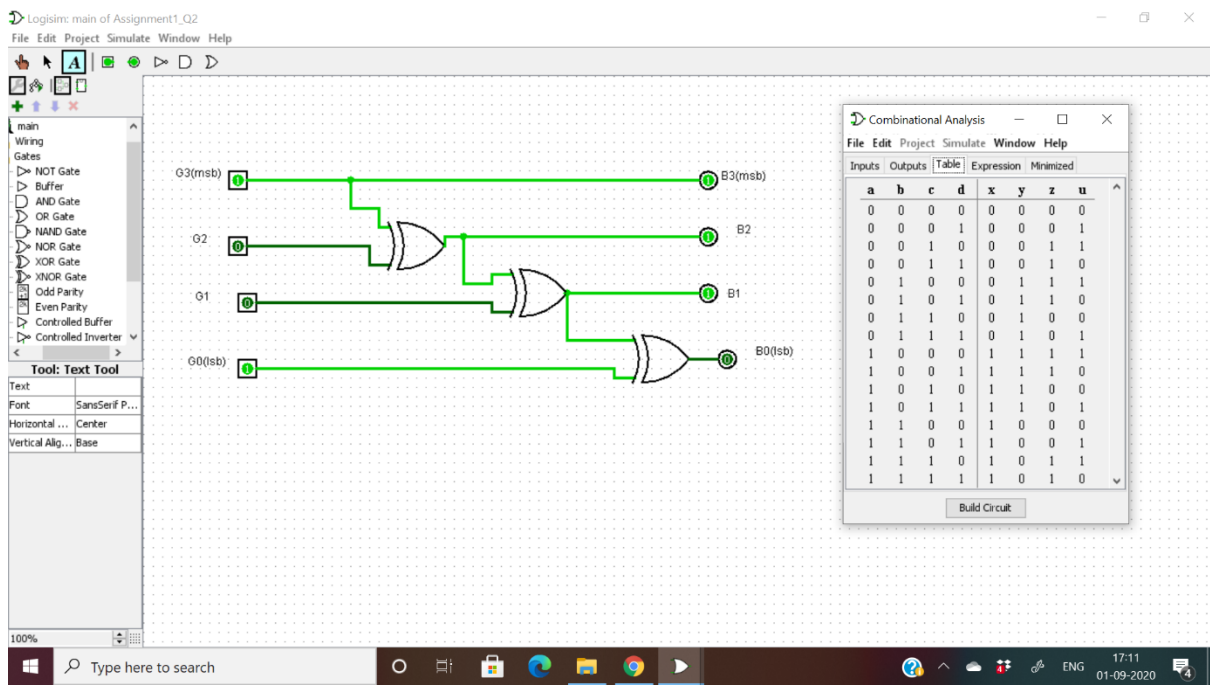 Logisim: main of Assignment1_Q2
File Edit Project Simulate Window Help
A
main
Wiring
Gates
NOT Gate
Buffer
AND Gate
OR Gate
NAND Gate
NOR Gate
XOR Gate
XNOR Gate
Odd Parity
Even Parity
Controlled Buffer
Controlled Inverter
Tool: Text Tool
Text
Font SansSerif P...
Horizontal ... Center
Vertical Alig... Base
100%
G3(msb) 1 1 B3(msb)
G2 0 1 B2
G1 0 1 B1
G0(lsb) 1 0 B0(lsb)
Combinational Analysis
File Edit Project Simulate Window Help
Inputs Outputs Table Expression Minimized
a b c d x y z u
0 0 0 0 0 0 0 0
0 0 0 1 0 0 0 1
0 0 1 0 0 0 1 1
0 0 1 1 0 0 1 0
0 1 0 0 0 1 1 1
0 1 0 1 0 1 1 0
0 1 1 0 0 1 0 0
0 1 1 1 0 1 0 1
1 0 0 0 1 1 1 1
1 0 0 1 1 1 1 0
1 0 1 0 1 1 0 0
1 0 1 1 1 1 0 1
1 1 0 0 1 0 0 0
1 1 0 1 1 0 0 1
1 1 1 0 1 0 1 1
1 1 1 1 1 0 1 0
Build Circuit
Type here to search
ENG
17:11
01-09-2020
4